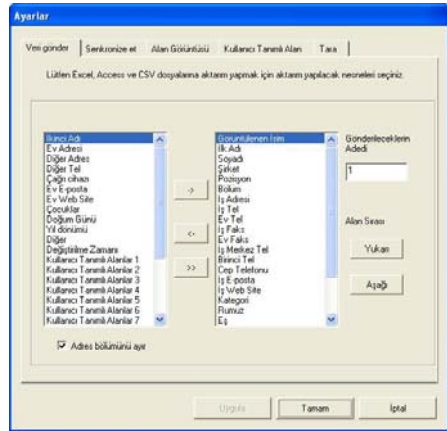 Ayarlar
Veri gönder
Senkronize et
Alan Görüntüsü
Kullanıcı Tanımlı Alan
Tara
Lütfen Excel, Access ve CSV dosyalarına aktarım yapmak için aktarım yapılacak nesneleri seçiniz.
İkinci Adı
Ev Adresi
Diğer Adres
Diğer Tel
Çağrı cihazı
Ev E-posta
Ev Web Site
Çocuklar
Doğum Günü
Yıl dönümü
Diğer
Değiştirilme Zamanı
Kullanıcı Tanımlı Alanlar 1
Kullanıcı Tanımlı Alanlar 2
Kullanıcı Tanımlı Alanlar 3
Kullanıcı Tanımlı Alanlar 4
Kullanıcı Tanımlı Alanlar 5
Kullanıcı Tanımlı Alanlar 6
Kullanıcı Tanımlı Alanlar 7
->
<-
>>
Görüntülenen İsim
İlk Adı
Soyadı
Şirket
Pozisyon
Bölüm
İş Adresi
İş Tel
Ev Tel
İş Faks
Ev Faks
İş Merkez Tel
Birinci Tel
Cep Telefonu
İş E-posta
İş Web Site
Kategori
Rumuz
Eş
Gönderileceklerin
Adedi
1
Alan Sırası
Yukarı
Aşağı
Adres bölümünü ayır
Uygula
Tamam
İptal